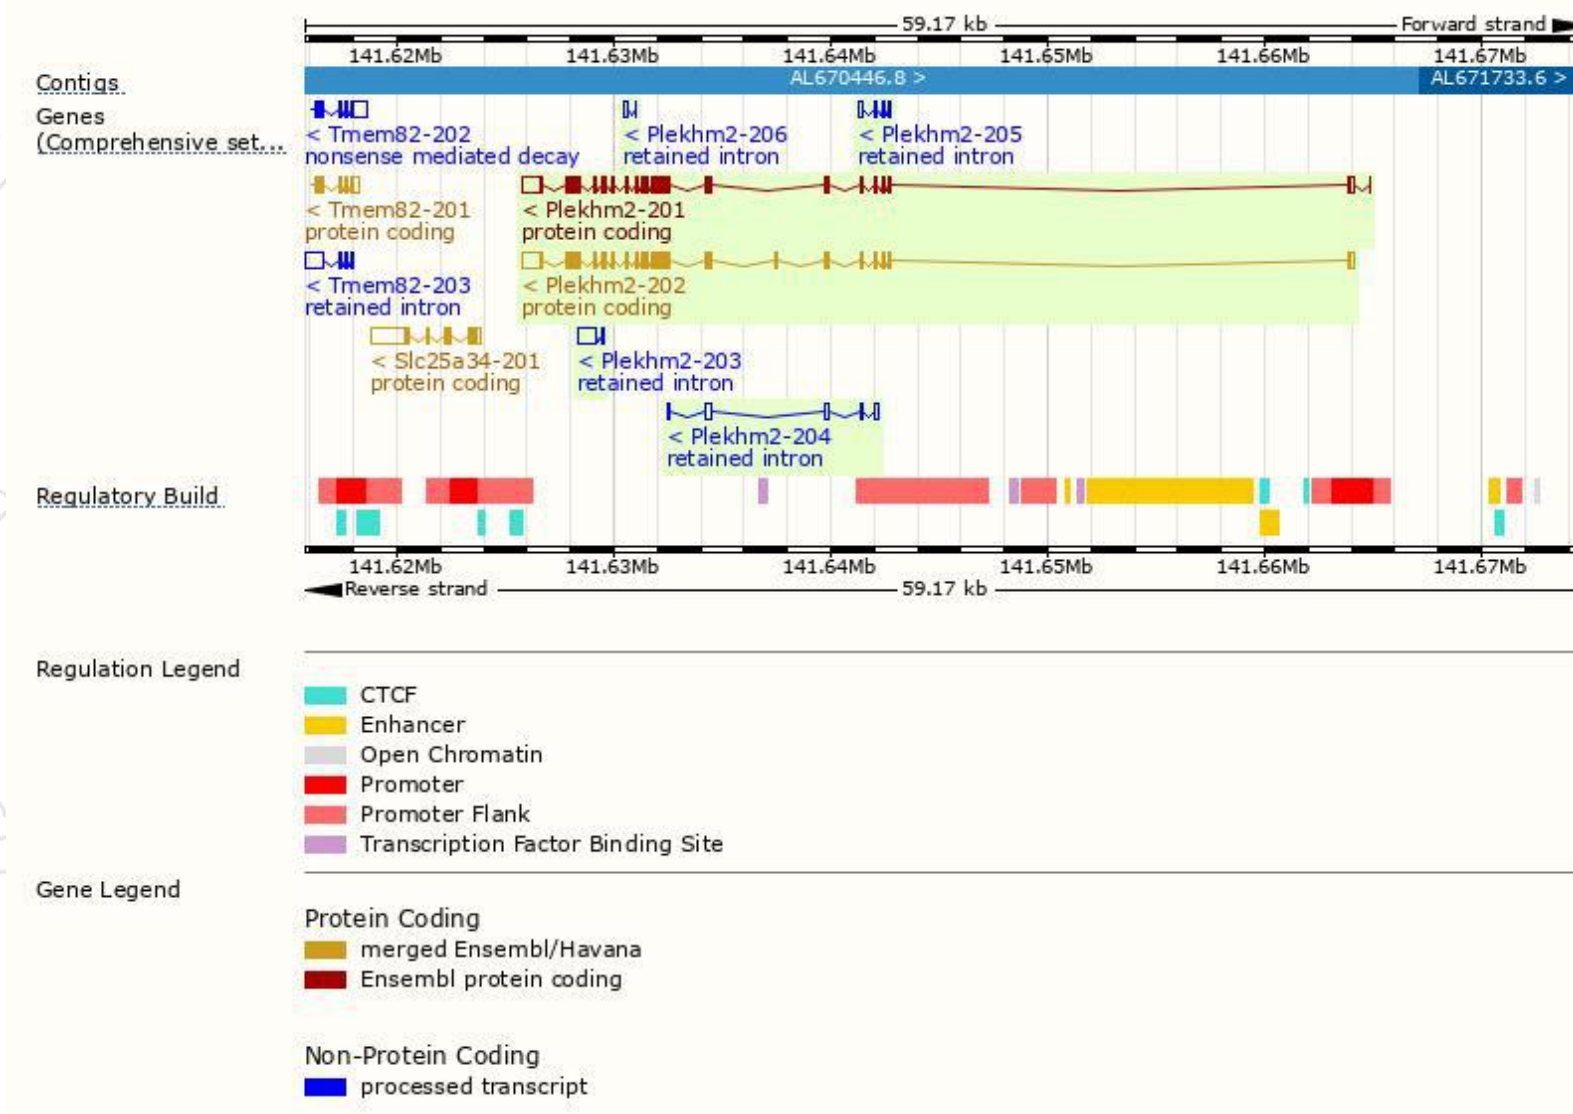 59.17 kb Forward strand
141.62Mb 141.63Mb 141.64Mb 141.65Mb 141.66Mb 141.67Mb
Contigs AL670446.8 > AL671733.6 >
Genes
(Comprehensive set...
< Tmem82-202 < Plekhm2-206 < Plekhm2-205
nonsense mediated decay retained intron retained intron
< Tmem82-201 < Plekhm2-201
protein coding protein coding
< Tmem82-203 < Plekhm2-202
retained intron protein coding
< Slc25a34-201 < Plekhm2-203
protein coding retained intron
< Plekhm2-204
retained intron
Regulatory Build
141.62Mb 141.63Mb 141.64Mb 141.65Mb 141.66Mb 141.67Mb
Reverse strand 59.17 kb
Regulation Legend
CTCF
Enhancer
Open Chromatin
Promoter
Promoter Flank
Transcription Factor Binding Site
Gene Legend
Protein Coding
merged Ensembl/Havana
Ensembl protein coding
Non-Protein Coding
processed transcript